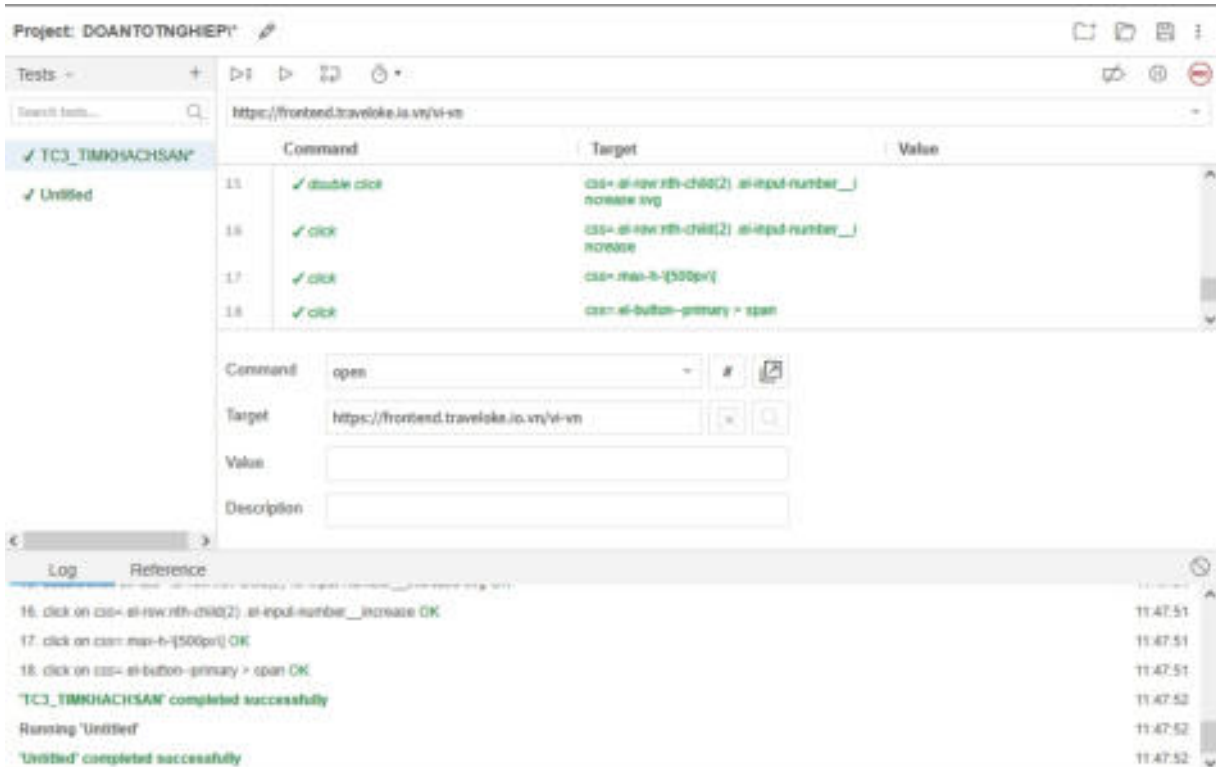 Project: DOANTOTNGHIEP\*
Tests
Search tests...
https://frontend.traveloke.io.vn/vi-vn
Command Target Value
✓ TC3_TIMKHACHSAN*
✓ Untitled
15 ✓ double click css=.el-row:nth-child(2) .el-input-number__i
ncrease svg
16 ✓ click css=.el-row:nth-child(2) .el-input-number__i
ncrease
17 ✓ click css=.max-h-\[500px\]
18 ✓ click css=.el-button--primary > span
Command open
//
Target https://frontend.traveloke.io.vn/vi-vn
Value
Description
Log Reference
16. click on css=.el-row:nth-child(2) .el-input-number__increase OK 11:47:51
17. click on css=.max-h-\[500px\] OK 11:47:51
18. click on css=.el-button--primary > span OK 11:47:51
'TC3_TIMKHACHSAN' completed successfully 11:47:52
Running 'Untitled' 11:47:52
'Untitled' completed successfully 11:47:52